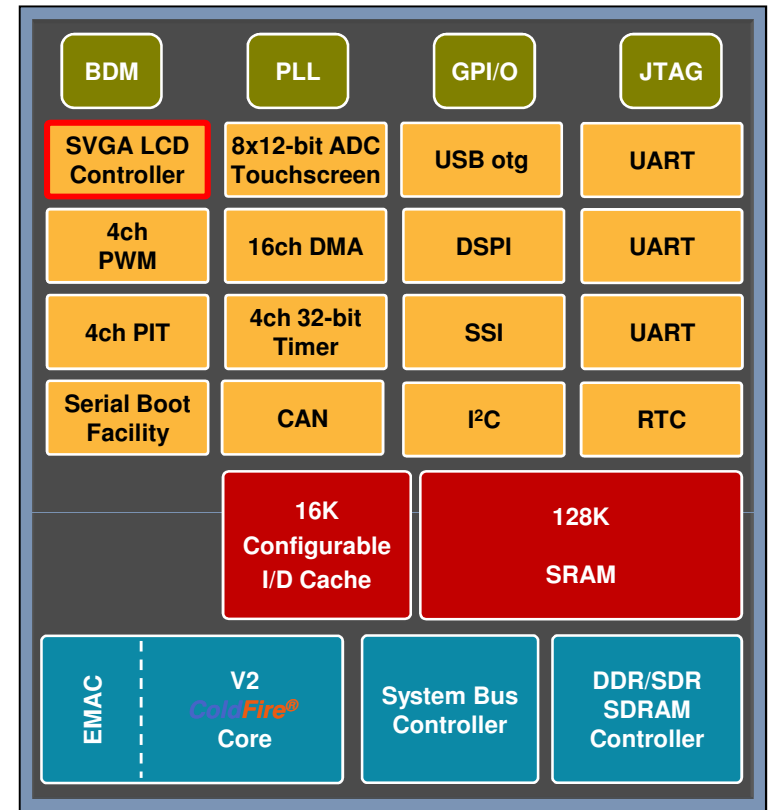 BDM
PLL
GPI/O
JTAG
SVGA LCD
Controller
8x12-bit ADC
Touchscreen
USB otg
UART
4ch
PWM
16ch DMA
DSPI
UART
4ch PIT
4ch 32-bit
Timer
SSI
UART
Serial Boot
Facility
CAN
I²C
RTC
16K
Configurable
I/D Cache
128K
SRAM
EMAC
V2
ColdFire®
Core
System Bus
Controller
DDR/SDR
SDRAM
Controller